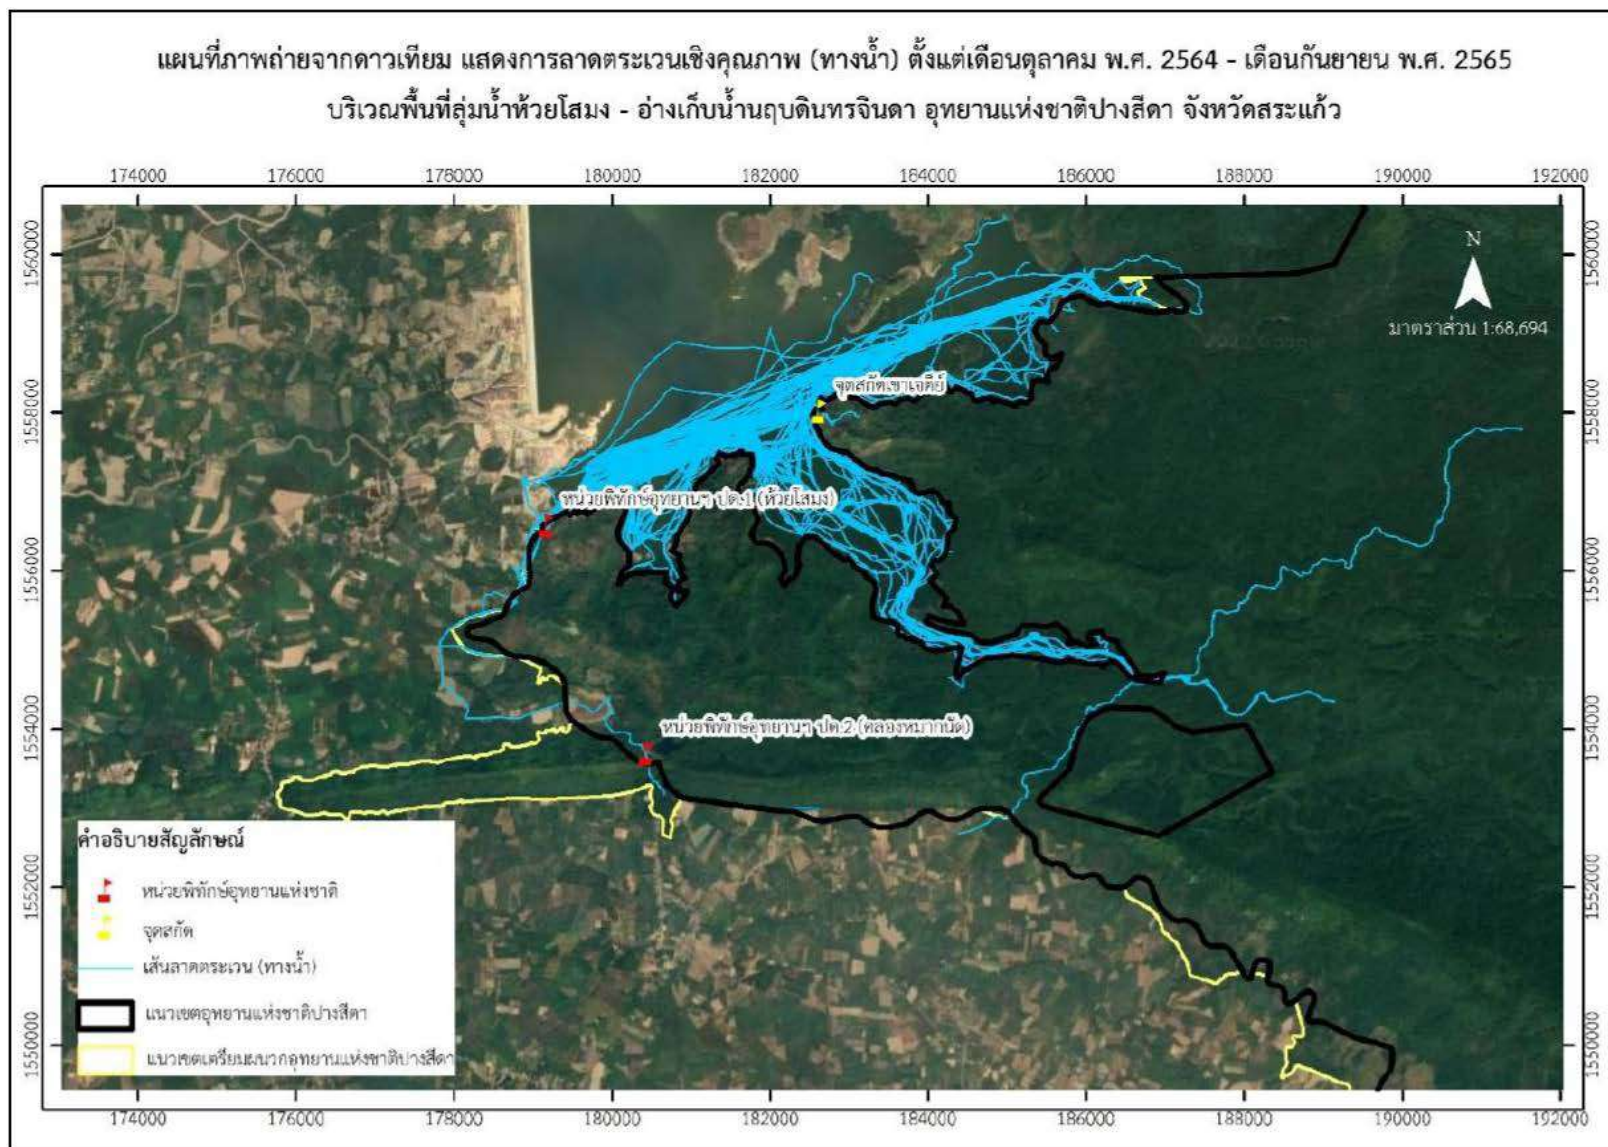 แผนที่ภาพถ่ายจากดาวเทียม แสดงการลาดตระเวนเชิงคุณภาพ (ทางน้ำ) ตั้งแต่เดือนตุลาคม พ.ศ. 2564 - เดือนกันยายน พ.ศ. 2565
บริเวณพื้นที่ลุ่มน้ำห้วยโสมง - อ่างเก็บน้ำนฤบดินทรจินดา อุทยานแห่งชาติปางสีดา จังหวัดสระแก้ว
174000 176000 178000 180000 182000 184000 186000 188000 190000 192000
1560000 1560000
N
มาตราส่วน 1:68,694
จุดสกัดเขาเจดีย์
1558000 1558000
หน่วยพิทักษ์อุทยานฯ ปด.1 (ห้วยโสมง)
1556000 1556000
หน่วยพิทักษ์อุทยานฯ ปด.2 (คลองหมากนัด)
1554000 1554000
คำอธิบายสัญลักษณ์
หน่วยพิทักษ์อุทยานแห่งชาติ
1552000 1552000
จุดสกัด
เส้นลาดตระเวน (ทางน้ำ)
แนวเขตอุทยานแห่งชาติปางสีดา
แนวเขตเตรียมผนวกอุทยานแห่งชาติปางสีดา
1550000 1550000
174000 176000 178000 180000 182000 184000 186000 188000 190000 192000